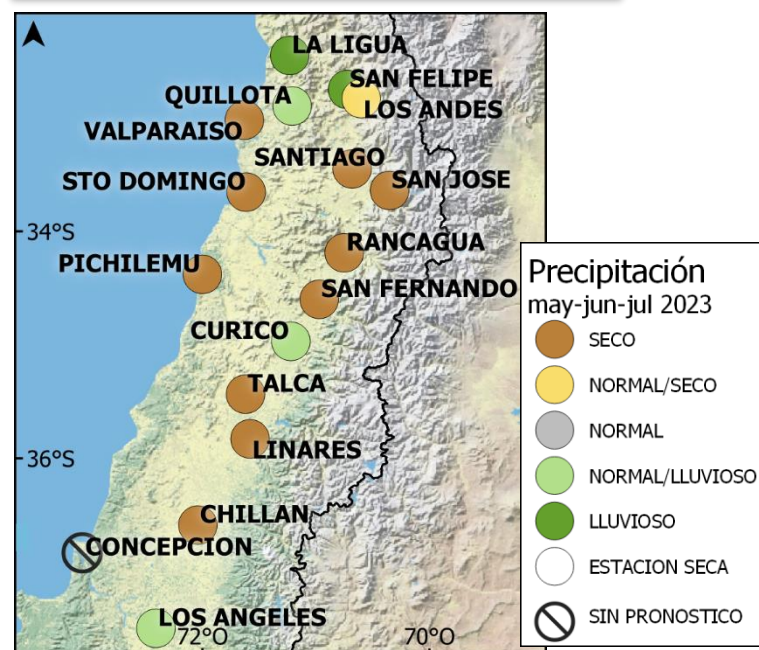 LA LIGUA
SAN FELIPE
QUILLOTA
LOS ANDES
VALPARAISO
SANTIAGO
STO DOMINGO
SAN JOSE
34°S
RANCAGUA
PICHILEMU
SAN FERNANDO
CURICO
TALCA
LINARES
36°S
CHILLAN
CONCEPCION
LOS ANGELES
72°O
70°O
Precipitación
may-jun-jul 2023
SECO
NORMAL/SECO
NORMAL
NORMAL/LLUVIOSO
LLUVIOSO
ESTACION SECA
SIN PRONOSTICO